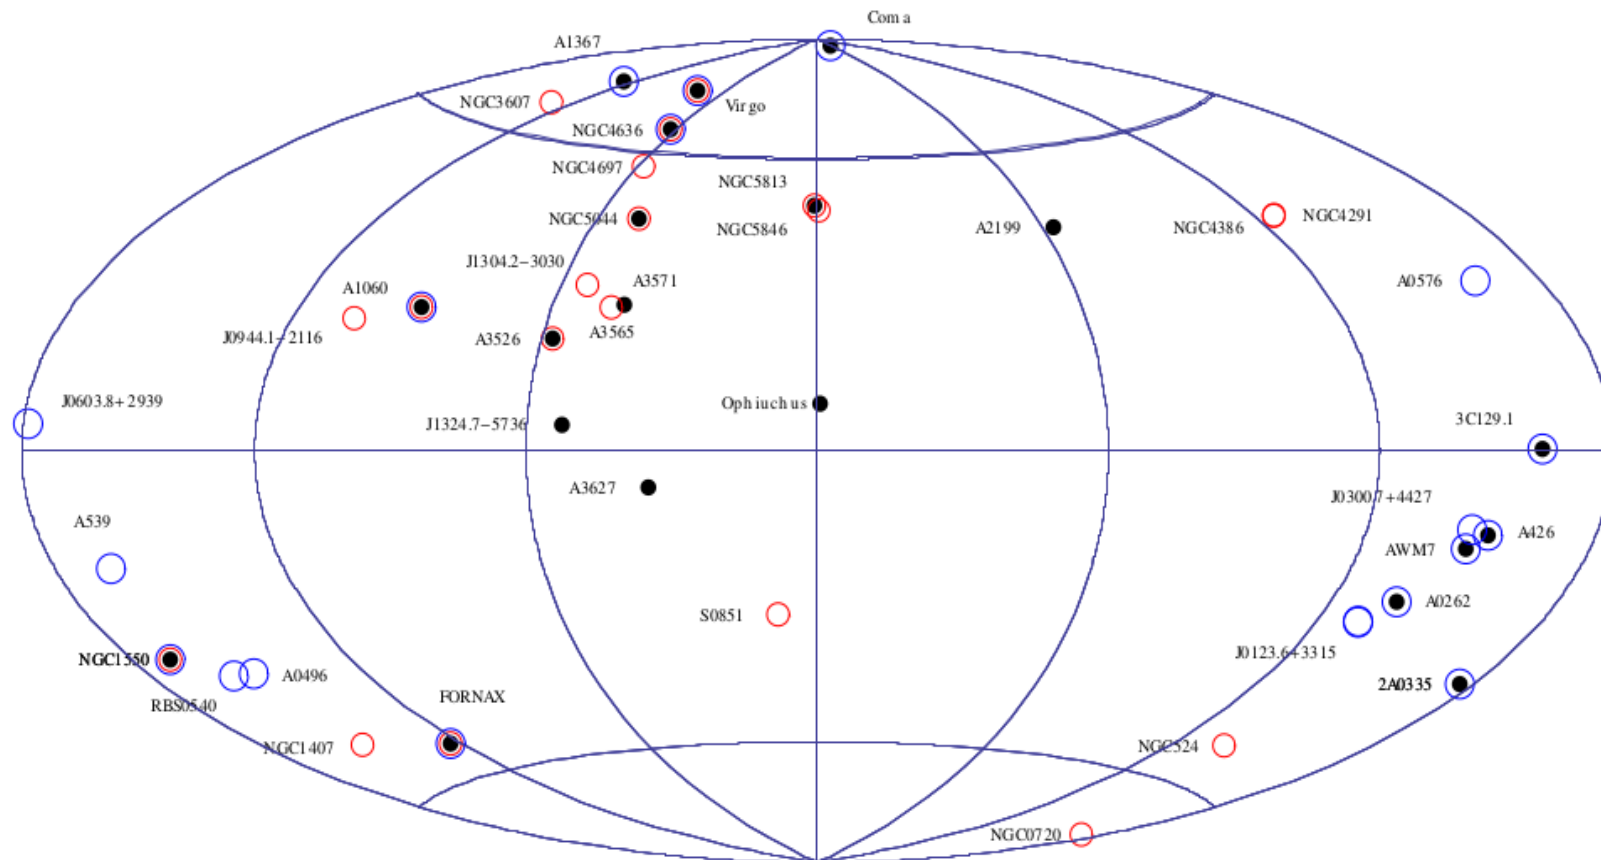 Coma
A1367
NGC3607
Virgo
NGC4636
NGC4697
NGC5813
NGC5044
NGC5846
A2199
NGC4386
NGC4291
J1304.2−3030
A1060
A3571
A0576
J0944.1−2116
A3526
A3565
J0603.8+2939
Ophiuchus
J1324.7−5736
3C129.1
A3627
J0300.7+4427
A539
A426
AWM7
S0851
A0262
NGC1550
A0496
J0123.6+3315
RBS0540
FORNAX
2A0335
NGC1407
NGC524
NGC0720